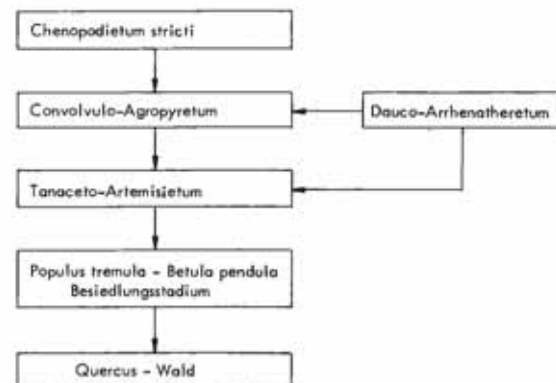 Chenopodietum stricti
Convolvulo-Agropyretum
Dauco-Arrhenatheretum
Tanaceto-Artemisietum
Populus tremula - Betula pendula
Besiedlungsstadium
Quercus - Wald